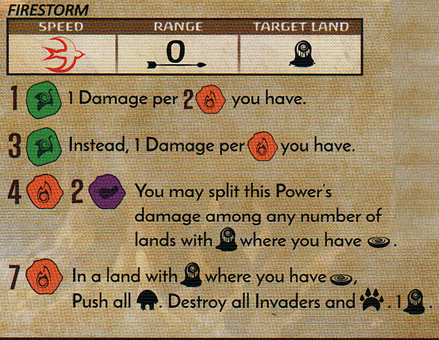 FIRESTORM
SPEED RANGE TARGET LAND
0
1 1 Damage per 2 you have.
3 Instead, 1 Damage per you have.
4 2 You may split this Power's
damage among any number of
lands with where you have .
7 In a land with where you have ,
Push all . Destroy all Invaders and . 1 .